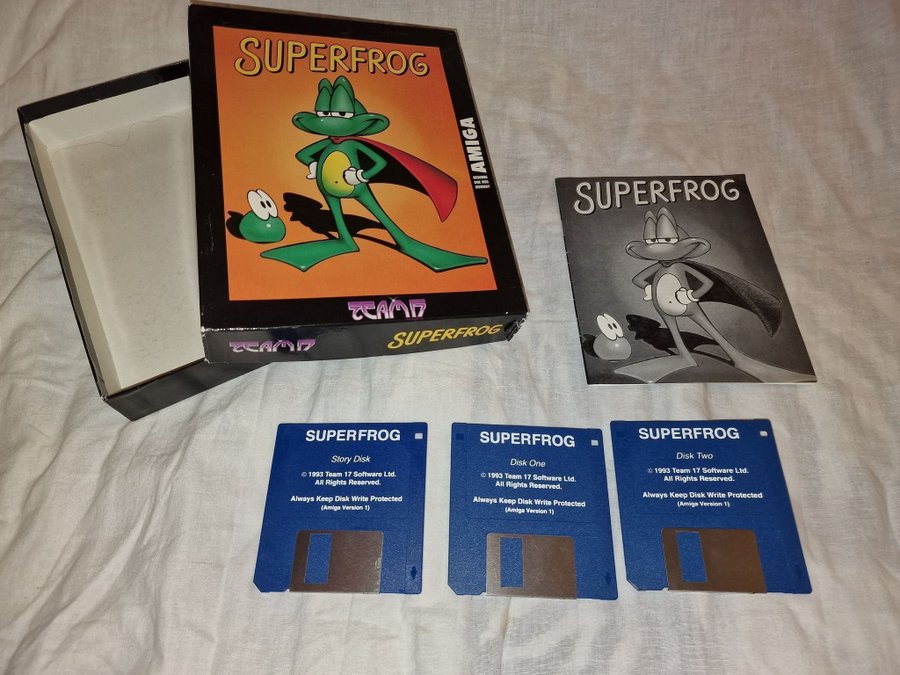 SUPERFROG
AMIGA
TEAM17
TEAM17
SUPERFROG
SUPERFROG
SUPERFROG
Story Disk
© 1993 Team 17 Software Ltd.
All Rights Reserved.
Always Keep Disk Write Protected
(Amiga Version 1)
SUPERFROG
Disk One
© 1993 Team 17 Software Ltd.
All Rights Reserved.
Always Keep Disk Write Protected
(Amiga Version 1)
SUPERFROG
Disk Two
© 1993 Team 17 Software Ltd.
All Rights Reserved.
Always Keep Disk Write Protected
(Amiga Version 1)